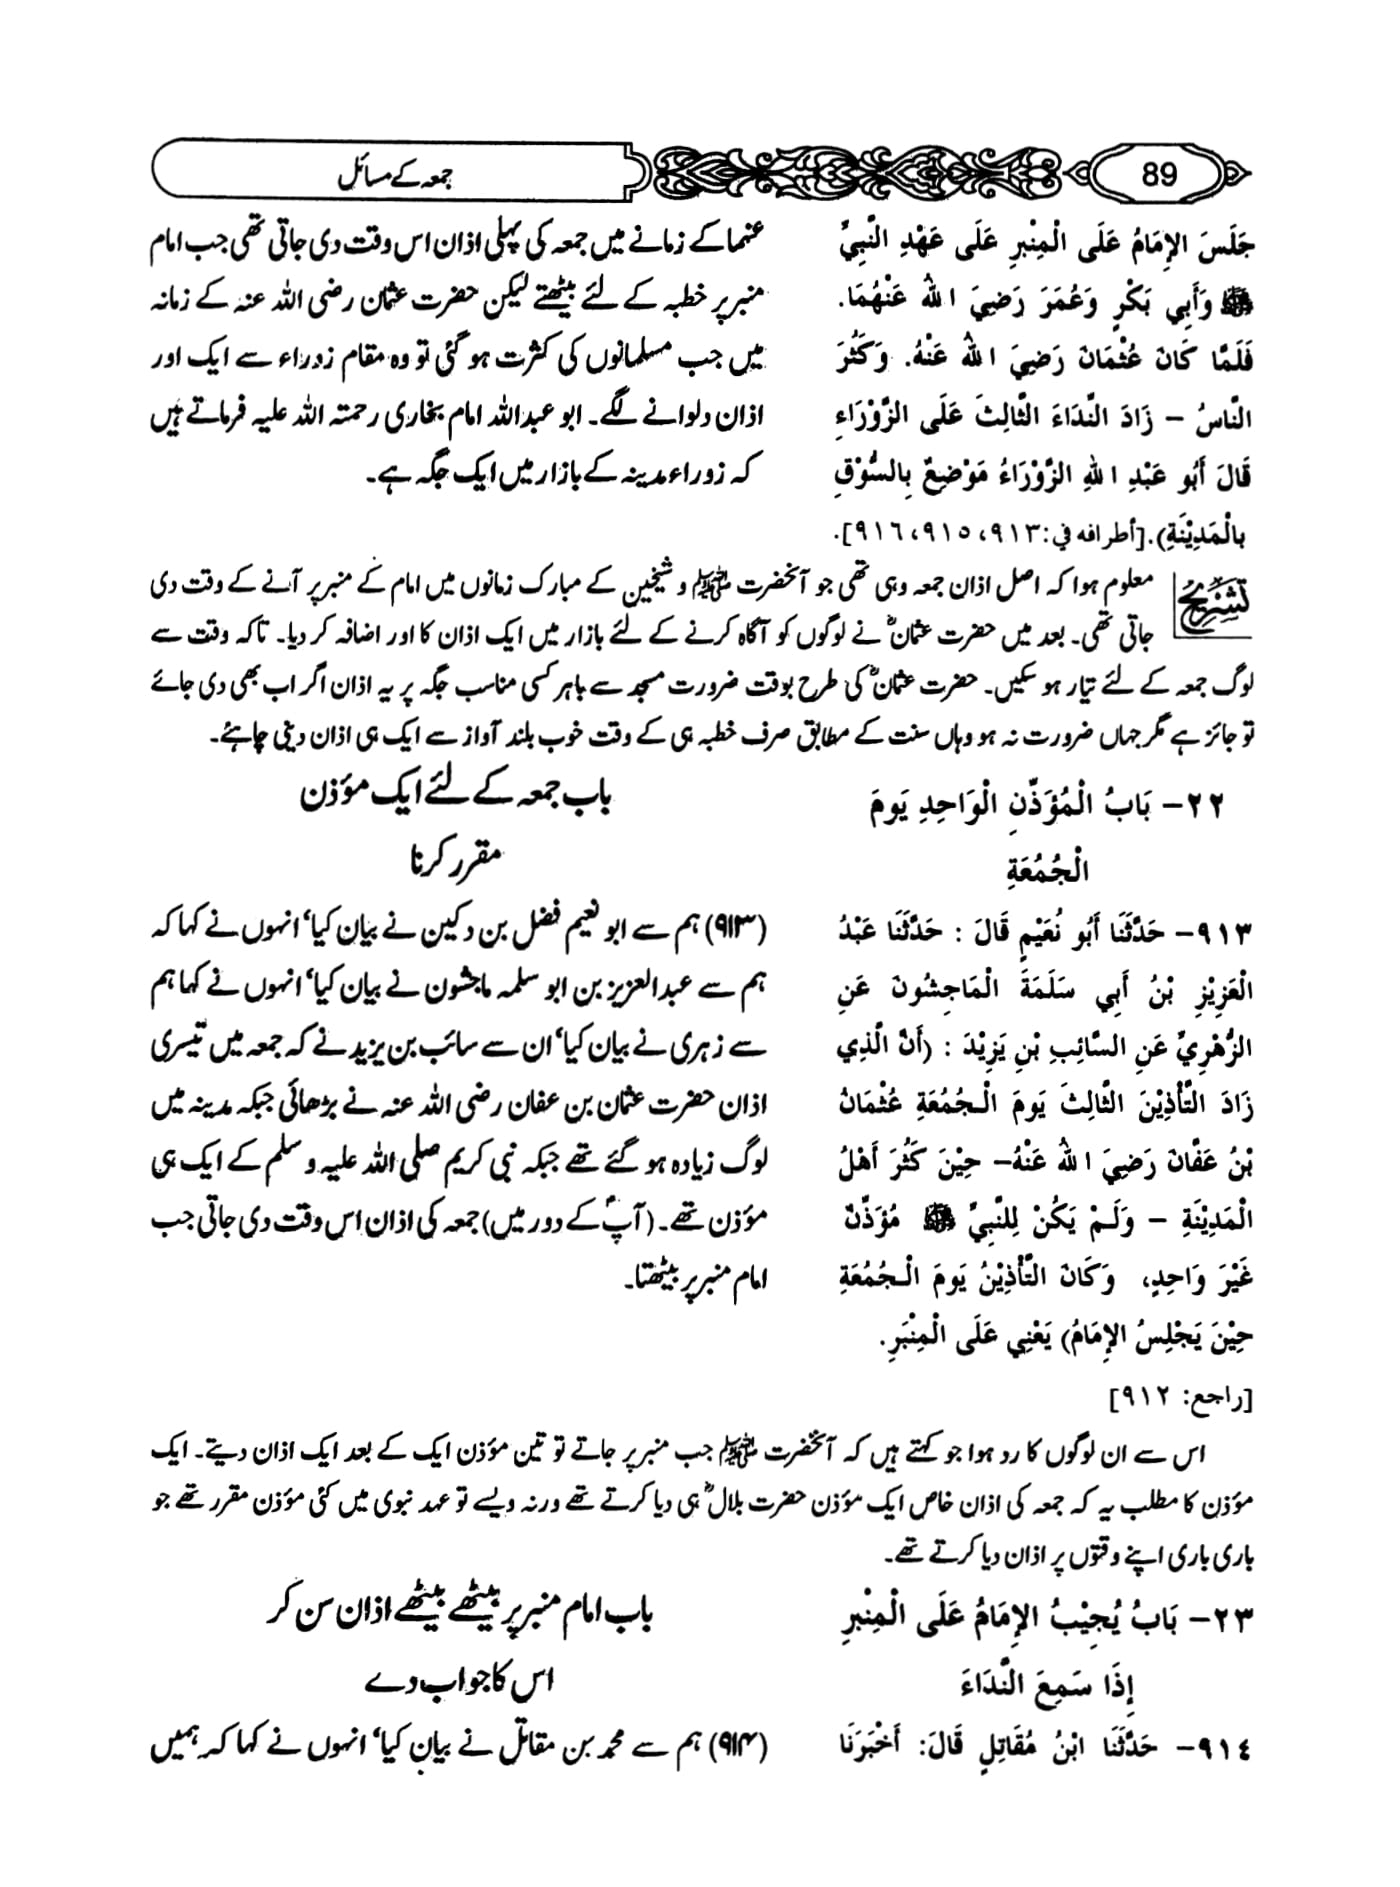 89
جمعہ کے مسائل
جَلَسَ الإِمَامُ عَلَى الْمِنْبَرِ عَلَى عَهْدِ النَّبِيِّ
ﷺ وَأَبِي بَكْرٍ وَعُمَرَ رَضِيَ اللهُ عَنْهُمَا.
فَلَمَّا كَانَ عُثْمَانَ رَضِيَ اللهُ عَنْهُ. وَكَثُرَ
النَّاسُ – زَادَ النِّدَاءَ الثَّالِثَ عَلَى الزَّوْرَاءِ
قَالَ أَبُو عَبْدِ اللهِ الزَّوْرَاءُ مَوْضِعٌ بِالسُّوْقِ
بِالْمَدِيْنَةِ).[أطرافه في:٩١٣، ٩١٥، ٩١٦].
عنہما کے زمانے میں جمعہ کی پہلی اذان اس وقت دی جاتی تھی جب امام
منبر پر خطبہ کے لئے بیٹھتے لیکن حضرت عثمان رضی اللہ عنہ کے زمانہ
میں جب مسلمانوں کی کثرت ہو گئی تو وہ مقام زوراء سے ایک اور
اذان دلوانے لگے۔ ابو عبداللہ امام بخاری رحمتہ اللہ علیہ فرماتے ہیں
کہ زوراء مدینہ کے بازار میں ایک جگہ ہے۔
تشریح
معلوم ہوا کہ اصل اذان جمعہ وہی تھی جو آنحضرت ﷺ و شیخین کے مبارک زمانوں میں امام کے منبر پر آنے کے وقت دی
جاتی تھی۔ بعد میں حضرت عثمانؓ نے لوگوں کو آگاہ کرنے کے لئے بازار میں ایک اذان کا اور اضافہ کر دیا۔ تاکہ وقت سے
لوگ جمعہ کے لئے تیار ہو سکیں۔ حضرت عثمانؓ کی طرح بوقت ضرورت مسجد سے باہر کسی مناسب جگہ پر یہ اذان اگر اب بھی دی جائے
تو جائز ہے مگر جہاں ضرورت نہ ہو وہاں سنت کے مطابق صرف خطبہ ہی کے وقت خوب بلند آواز سے ایک ہی اذان دینی چاہئے۔
٢٢– بَابُ الْمُؤَذِّنِ الْوَاحِدِ يَومَ
الْجُمُعَةِ
باب جمعہ کے لئے ایک مؤذن
مقرر کرنا
٩١٣– حَدَّثَنَا أَبُو نُعَيْمٍ قَالَ : حَدَّثَنَا عَبْدُ
الْعَزِيْزِ بْنُ أَبِي سَلَمَةَ الْمَاجِشُونَ عَنِ
الزُّهْرِيِّ عَنِ السَّائِبِ بْنِ يَزِيْدَ : (أَنَّ الَّذِي
زَادَ التَّأْذِيْنَ الثَّالِثَ يَومَ الْجُمُعَةِ عُثْمَانُ
بْنُ عَفَّانَ رَضِيَ اللهُ عَنْهُ– حِيْنَ كَثُرَ أَهْلُ
الْمَدِيْنَةِ – وَلَمْ يَكُنْ لِلنَّبِيِّ ﷺ مُؤَذِّنٌ
غَيْرَ وَاحِدٍ، وَكَانَ التَّأْذِيْنُ يَومَ الْجُمُعَةِ
حِيْنَ يَجْلِسُ الإِمَامُ) يَعْنِي عَلَى الْمِنْبَرِ.
[راجع: ٩١٢]
(۹۱۳) ہم سے ابو نعیم فضل بن دکین نے بیان کیا‘ انہوں نے کہا کہ
ہم سے عبدالعزیز بن ابو سلمہ ماجشون نے بیان کیا‘ انہوں نے کہا ہم
سے زہری نے بیان کیا‘ ان سے سائب بن یزید نے کہ جمعہ میں تیسری
اذان حضرت عثمان بن عفان رضی اللہ عنہ نے بڑھائی جبکہ مدینہ میں
لوگ زیادہ ہو گئے تھے جبکہ نبی کریم صلی اللہ علیہ و سلم کے ایک ہی
مؤذن تھے۔ (آپؐ کے دور میں) جمعہ کی اذان اس وقت دی جاتی جب
امام منبر پر بیٹھتا۔
اس سے ان لوگوں کا رد ہوا جو کہتے ہیں کہ آنحضرت ﷺ جب منبر پر جاتے تو تین مؤذن ایک کے بعد ایک اذان دیتے۔ ایک
مؤذن کا مطلب یہ کہ جمعہ کی اذان خاص ایک مؤذن حضرت بلالؓ ہی دیا کرتے تھے ورنہ ویسے تو عہد نبوی میں کئی مؤذن مقرر تھے جو
باری باری اپنے وقتوں پر اذان دیا کرتے تھے۔
٢٣– بَابُ يُجِيْبُ الإِمَامُ عَلَى الْمِنْبَرِ
إِذَا سَمِعَ النِّدَاءَ
باب امام منبر پر بیٹھے بیٹھے اذان سن کر
اس کا جواب دے
٩١٤– حَدَّثَنَا ابْنُ مُقَاتِلٍ قَالَ: أَخْبَرَنَا
(۹۱۴) ہم سے محمد بن مقاتل نے بیان کیا‘ انہوں نے کہا کہ ہمیں